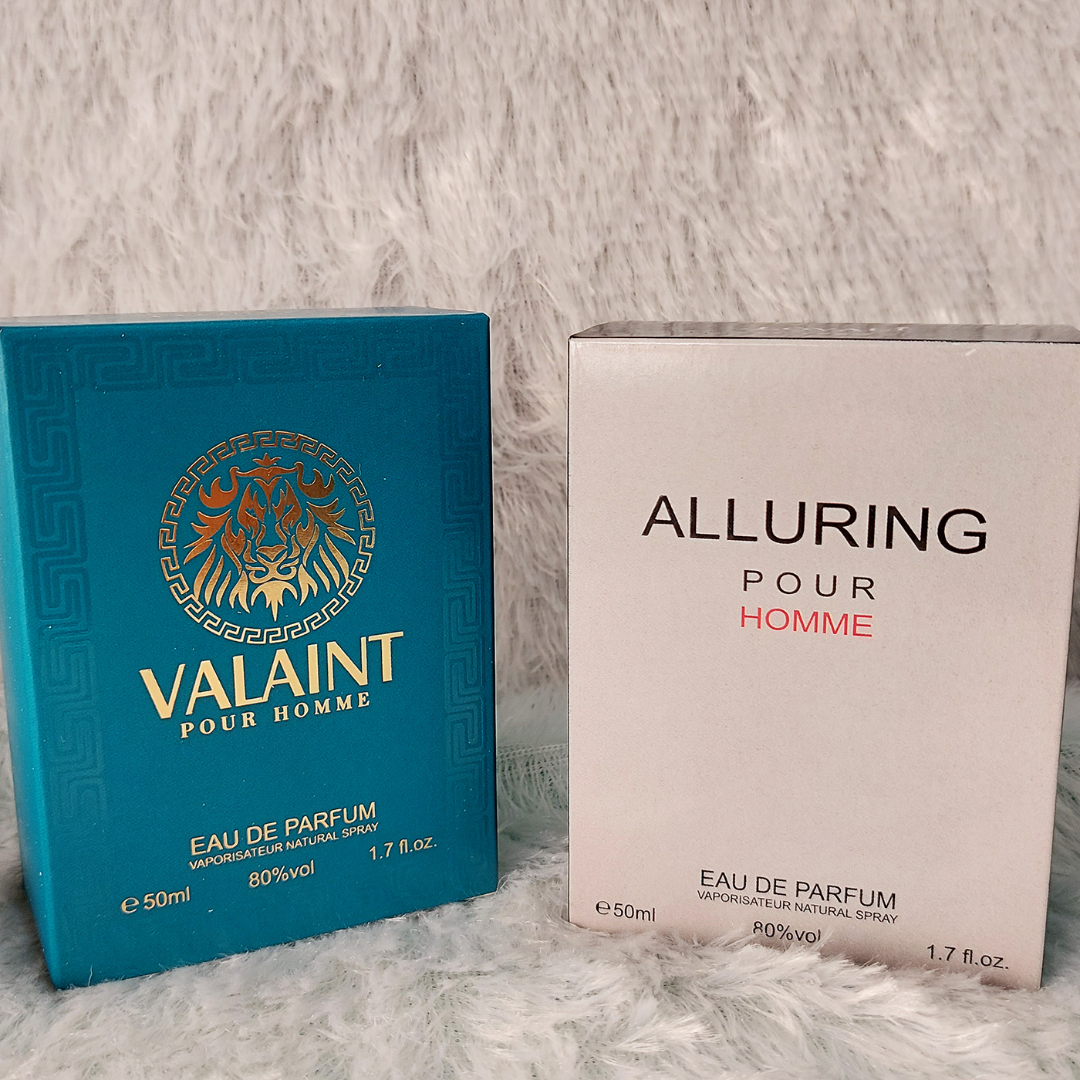 VALAINT
POUR HOMME
EAU DE PARFUM
VAPORISATEUR NATURAL SPRAY
℮50ml 80%vol 1.7 fl.oz.
ALLURING
POUR
HOMME
EAU DE PARFUM
VAPORISATEUR NATURAL SPRAY
℮50ml 80%vol 1.7 fl.oz.